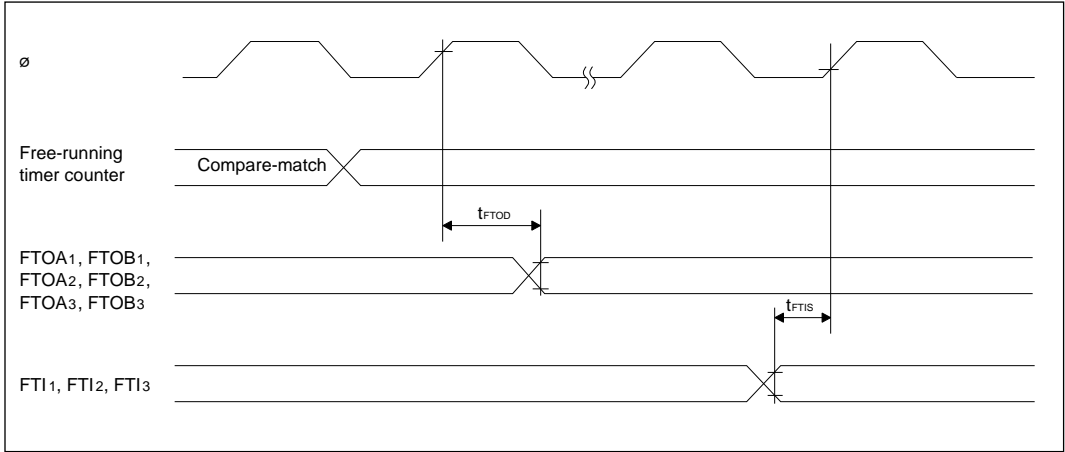 ø
Free-running
timer counter
Compare-match
tFTOD
FTOA1, FTOB1,
FTOA2, FTOB2,
FTOA3, FTOB3
tFTIS
FTI1, FTI2, FTI3